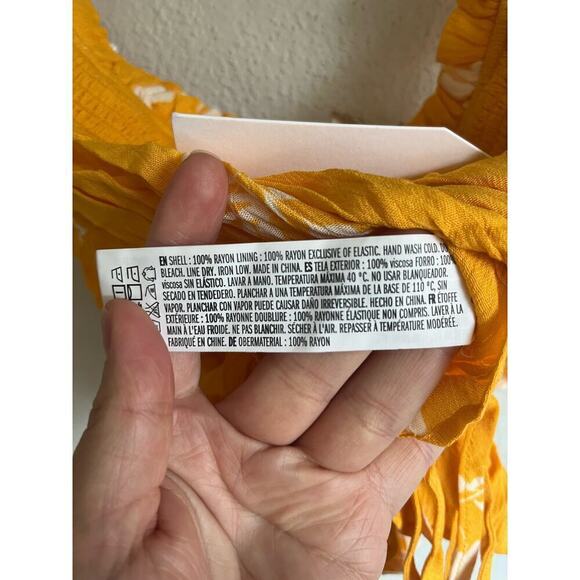 EN SHELL : 100% RAYON LINING : 100% RAYON EXCLUSIVE OF ELASTIC. HAND WASH COLD.
BLEACH. LINE DRY. IRON LOW. MADE IN CHINA. ES TELA EXTERIOR : 100% viscosa FORRO : 100%
viscosa SIN ELÁSTICO. LAVAR A MANO. TEMPERATURA MÁXIMA 40 ºC. NO USAR BLANQUEADOR.
SECADO EN TENDEDERO. PLANCHAR A UNA TEMPERATURA MÁXIMA DE LA BASE DE 110 ºC, SIN
VAPOR. PLANCHAR CON VAPOR PUEDE CAUSAR DAÑO IRREVERSIBLE. HECHO EN CHINA. FR ÉTOFFE
EXTÉRIEURE : 100% RAYONNE DOUBLURE : 100% RAYONNE ÉLASTIQUE NON COMPRIS. LAVER À LA
MAIN À L'EAU FROIDE. NE PAS BLANCHIR. SÉCHER À L'AIR. REPASSER À TEMPÉRATURE MODÉRÉE.
FABRIQUÉ EN CHINE. DE OBERMATERIAL : 100% RAYON